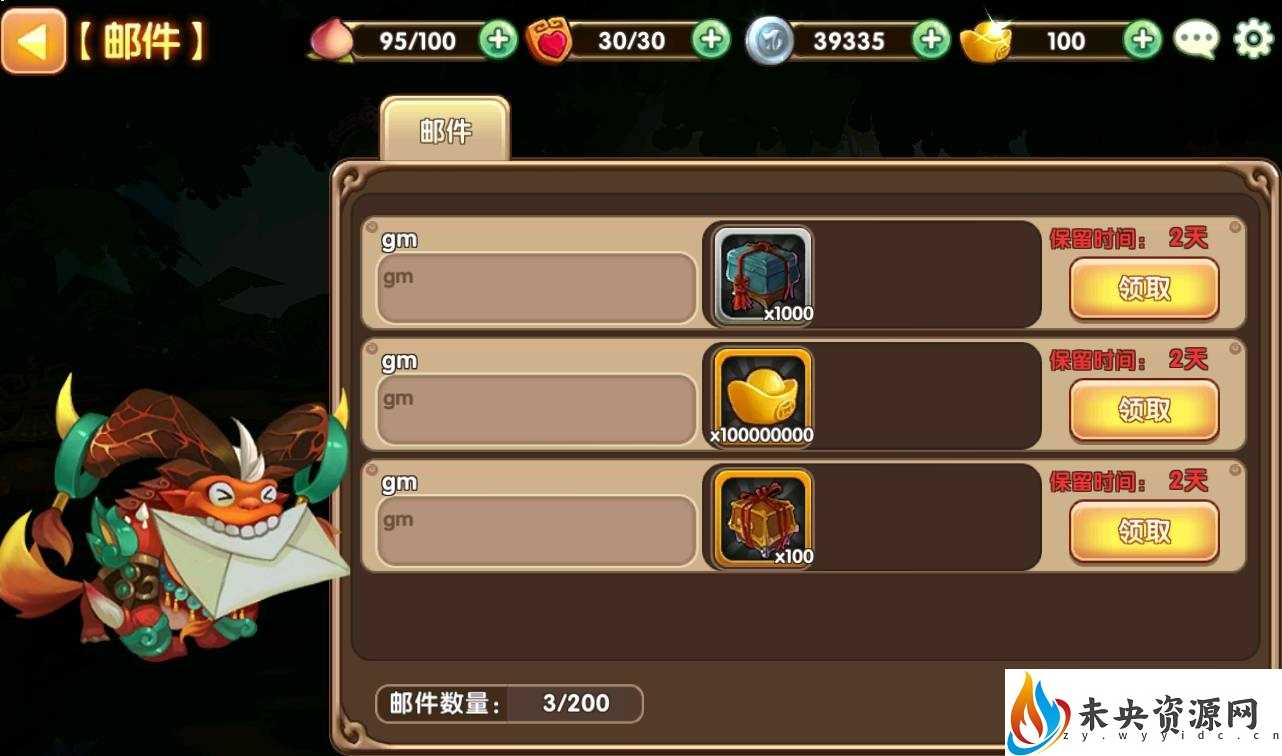 【邮件】
95/100
30/30
39335
100
邮件
gm
gm
x1000
保留时间： 2天
领取
gm
gm
x100000000
保留时间： 2天
领取
gm
gm
x100
保留时间： 2天
领取
邮件数量： 3/200
未央资源网
zy.wyyidc.cn